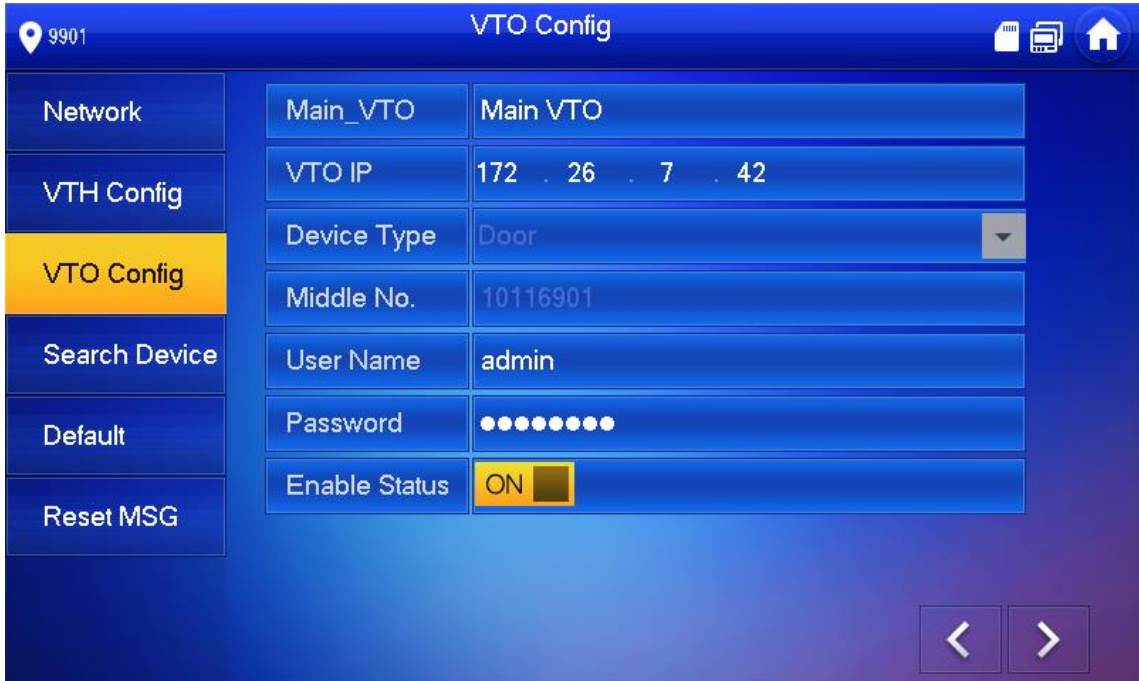 9901
VTO Config
Network
VTH Config
VTO Config
Search Device
Default
Reset MSG
Main_VTO Main VTO
VTO IP 172 . 26 . 7 . 42
Device Type Door
Middle No. 10116901
User Name admin
Password ●●●●●●●●
Enable Status ON